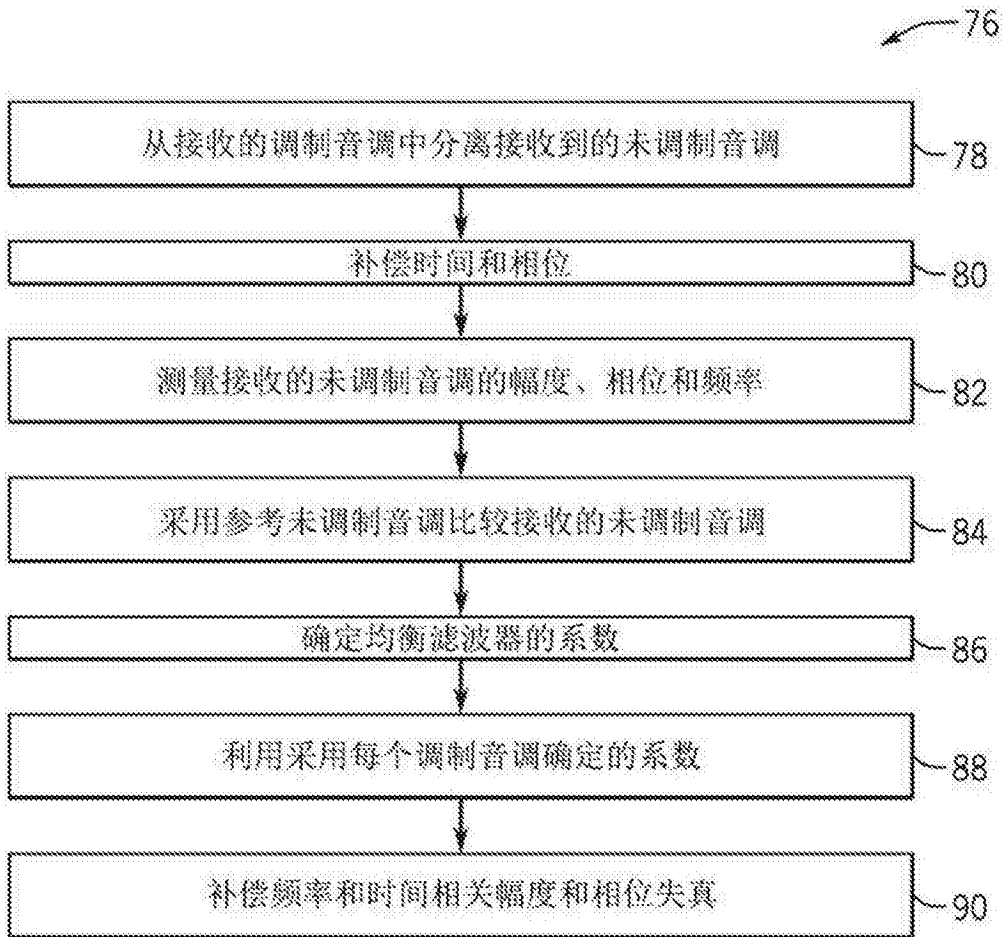 76
从接收的调制音调中分离接收到的未调制音调
78
补偿时间和相位
80
测量接收的未调制音调的幅度、相位和频率
82
采用参考未调制音调比较接收的未调制音调
84
确定均衡滤波器的系数
86
利用采用每个调制音调确定的系数
88
补偿频率和时间相关幅度和相位失真
90